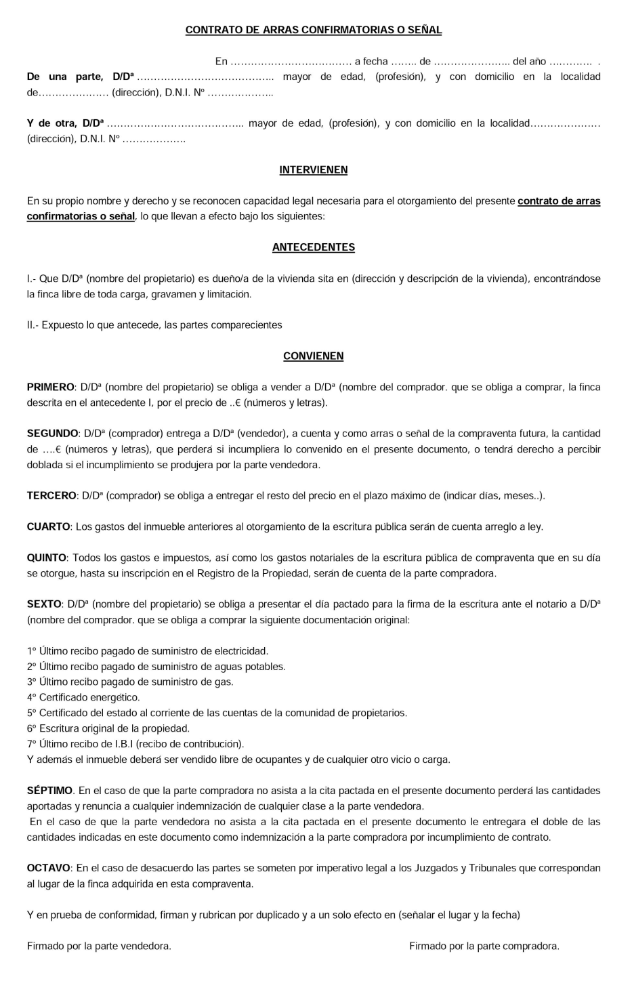 CONTRATO DE ARRAS CONFIRMATORIAS O SEÑAL
En ……………………………… a fecha …….. de ………………….. del año …………. .
De una parte, D/Dª ………………………………….. mayor de edad, (profesión), y con domicilio en la localidad
de………………… (dirección), D.N.I. Nº ………………..
Y de otra, D/Dª ………………………………….. mayor de edad, (profesión), y con domicilio en la localidad…………………
(dirección), D.N.I. Nº ……………….
INTERVIENEN
En su propio nombre y derecho y se reconocen capacidad legal necesaria para el otorgamiento del presente contrato de arras
confirmatorias o señal, lo que llevan a efecto bajo los siguientes:
ANTECEDENTES
I.- Que D/Dª (nombre del propietario) es dueño/a de la vivienda sita en (dirección y descripción de la vivienda), encontrándose
la finca libre de toda carga, gravamen y limitación.
II.- Expuesto lo que antecede, las partes comparecientes
CONVIENEN
PRIMERO: D/Dª (nombre del propietario) se obliga a vender a D/Dª (nombre del comprador. que se obliga a comprar, la finca
descrita en el antecedente I, por el precio de ..€ (números y letras).
SEGUNDO: D/Dª (comprador) entrega a D/Dª (vendedor), a cuenta y como arras o señal de la compraventa futura, la cantidad
de ….€ (números y letras), que perderá si incumpliera lo convenido en el presente documento, o tendrá derecho a percibir
doblada si el incumplimiento se produjera por la parte vendedora.
TERCERO: D/Dª (comprador) se obliga a entregar el resto del precio en el plazo máximo de (indicar días, meses..).
CUARTO: Los gastos del inmueble anteriores al otorgamiento de la escritura pública serán de cuenta arreglo a ley.
QUINTO: Todos los gastos e impuestos, así como los gastos notariales de la escritura pública de compraventa que en su día
se otorgue, hasta su inscripción en el Registro de la Propiedad, serán de cuenta de la parte compradora.
SEXTO: D/Dª (nombre del propietario) se obliga a presentar el día pactado para la firma de la escritura ante el notario a D/Dª
(nombre del comprador. que se obliga a comprar la siguiente documentación original:
1º Último recibo pagado de suministro de electricidad.
2º Último recibo pagado de suministro de aguas potables.
3º Último recibo pagado de suministro de gas.
4º Certificado energético.
5º Certificado del estado al corriente de las cuentas de la comunidad de propietarios.
6º Escritura original de la propiedad.
7º Último recibo de I.B.I (recibo de contribución).
Y además el inmueble deberá ser vendido libre de ocupantes y de cualquier otro vicio o carga.
SÉPTIMO. En el caso de que la parte compradora no asista a la cita pactada en el presente documento perderá las cantidades
aportadas y renuncia a cualquier indemnización de cualquier clase a la parte vendedora.
En el caso de que la parte vendedora no asista a la cita pactada en el presente documento le entregara el doble de las
cantidades indicadas en este documento como indemnización a la parte compradora por incumplimiento de contrato.
OCTAVO: En el caso de desacuerdo las partes se someten por imperativo legal a los Juzgados y Tribunales que correspondan
al lugar de la finca adquirida en esta compraventa.
Y en prueba de conformidad, firman y rubrican por duplicado y a un solo efecto en (señalar el lugar y la fecha)
Firmado por la parte vendedora. Firmado por la parte compradora.